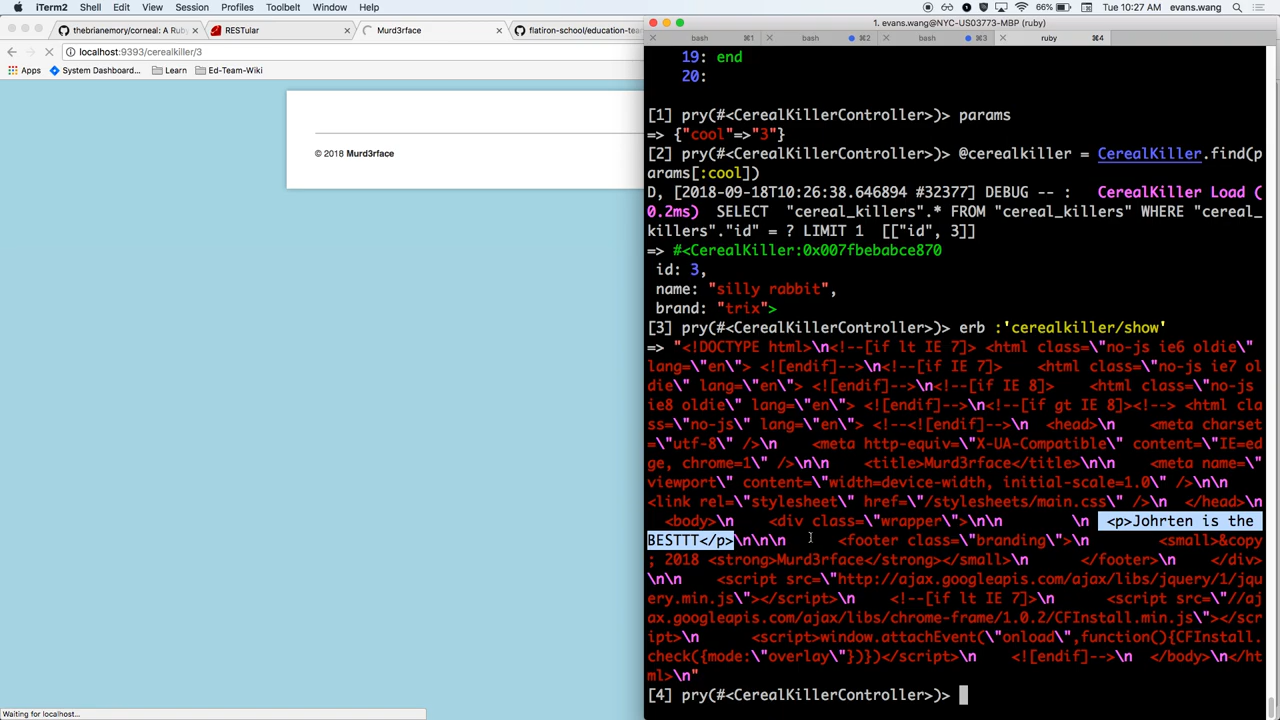 iTerm2 Shell Edit View Session Profiles Toolbelt Window Help 66% Tue 10:27 AM evans.wang
thebrianemory/corneal: A Ruby
RESTular
Murd3rface
flatiron-school/education-tea
localhost:9393/cerealkiller/3
Apps System Dashboard... Learn Ed-Team-Wiki
© 2018 Murd3rface
Waiting for localhost...
1. evans.wang@NYC-US03773-MBP (ruby)
bash ⌘1 bash ⌘2 bash ⌘3 ruby ⌘4
19: end
20:
[1] pry(#<CerealKillerController>)> params
=> {"cool"=>"3"}
[2] pry(#<CerealKillerController>)> @cerealkiller = CerealKiller.find(p
arams[:cool])
D, [2018-09-18T10:26:38.646894 #32377] DEBUG -- :   CerealKiller Load (
0.2ms)  SELECT  "cereal_killers".* FROM "cereal_killers" WHERE "cereal_
killers"."id" = ? LIMIT 1  [["id", 3]]
=> #<CerealKiller:0x007fbebabce870
id: 3,
name: "silly rabbit",
brand: "trix">
[3] pry(#<CerealKillerController>)> erb :'cerealkiller/show'
=> "<!DOCTYPE html>\n<!--[if lt IE 7]> <html class=\"no-js ie6 oldie\"
lang=\"en\"> <![endif]-->\n<!--[if IE 7]>    <html class=\"no-js ie7 ol
die\" lang=\"en\"> <![endif]-->\n<!--[if IE 8]>    <html class=\"no-js
ie8 oldie\" lang=\"en\"> <![endif]-->\n<!--[if gt IE 8]><!--> <html cla
ss=\"no-js\" lang=\"en\"> <!--<![endif]-->\n  <head>\n    <meta charset
=\"utf-8\" />\n    <meta http-equiv=\"X-UA-Compatible\" content=\"IE=ed
ge, chrome=1\" />\n\n    <title>Murd3rface</title>\n\n    <meta name=\"
viewport\" content=\"width=device-width, initial-scale=1.0\" />\n\n
<link rel=\"stylesheet\" href=\"/stylesheets/main.css\" />\n  </head>\n
<body>\n    <div class=\"wrapper\">\n\n      \n  <p>Johrten is the
BESTTT</p>\n\n\n      <footer class=\"branding\">\n        <small>&copy
; 2018 <strong>Murd3rface</strong></small>\n      </footer>\n    </div>
\n\n    <script src=\"http://ajax.googleapis.com/ajax/libs/jquery/1/jqu
ery.min.js\"></script>\n    <!--[if lt IE 7]>\n      <script src=\"//aj
ax.googleapis.com/ajax/libs/chrome-frame/1.0.2/CFInstall.min.js\"></scr
ipt>\n      <script>window.attachEvent(\"onload\",function(){CFInstall.
check({mode:\"overlay\"})})</script>\n    <![endif]-->\n  </body>\n</ht
ml>\n"
[4] pry(#<CerealKillerController>)>